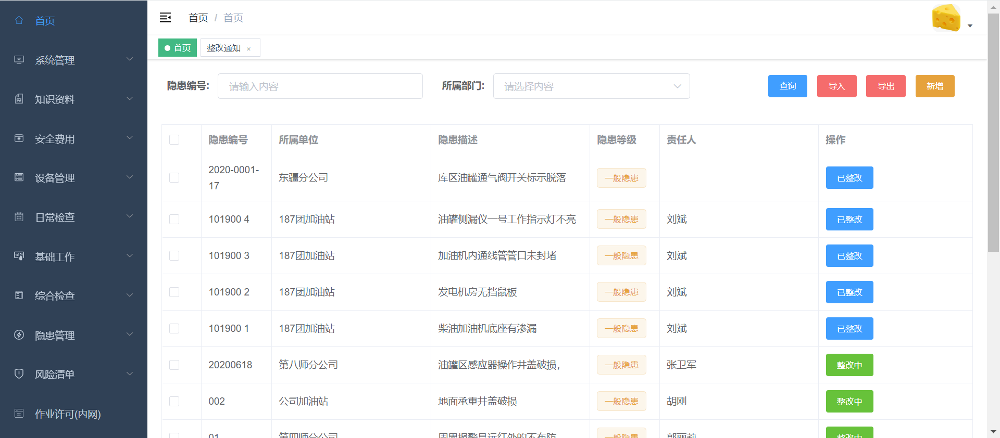 首页
系统管理
知识资料
安全费用
设备管理
日常检查
基础工作
综合检查
隐患管理
风险清单
作业许可(内网)
首页 / 首页
首页 整改通知 ×
隐患编号: 请输入内容 所属部门: 请选择内容 查询 导入 导出 新增
隐患编号 所属单位 隐患描述 隐患等级 责任人 操作
2020-0001-17 东疆分公司 库区油罐通气阀开关标示脱落 一般隐患 已整改
101900 4 187团加油站 油罐侧漏仪一号工作指示灯不亮 一般隐患 刘斌 已整改
101900 3 187团加油站 加油机内通线管管口未封堵 一般隐患 刘斌 已整改
101900 2 187团加油站 发电机房无挡鼠板 一般隐患 刘斌 已整改
101900 1 187团加油站 柴油加油机底座有渗漏 一般隐患 刘斌 已整改
20200618 第八师分公司 油罐区感应器操作井盖破损， 一般隐患 张卫军 整改中
002 公司加油站 地面承重井盖破损 一般隐患 胡刚 整改中
01 第四师分公司 一般隐患 整改中